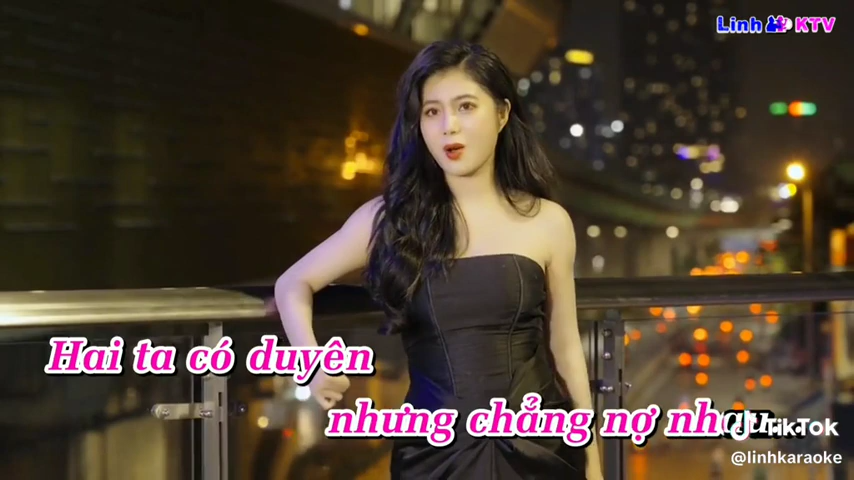 Linh KTV
Hai ta có duyên
nhưng chẳng nợ nhau...
TikTok
@linhkaraoke